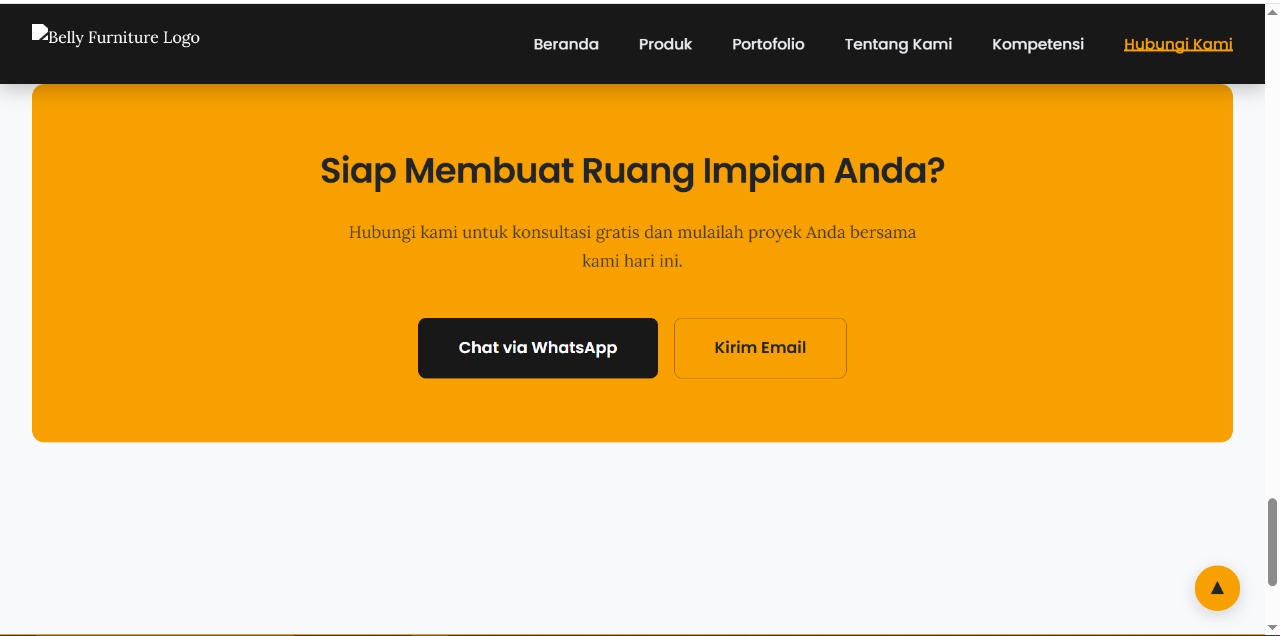 Belly Furniture Logo
Beranda
Produk
Portofolio
Tentang Kami
Kompetensi
Hubungi Kami
Siap Membuat Ruang Impian Anda?
Hubungi kami untuk konsultasi gratis dan mulailah proyek Anda bersama
kami hari ini.
Chat via WhatsApp
Kirim Email